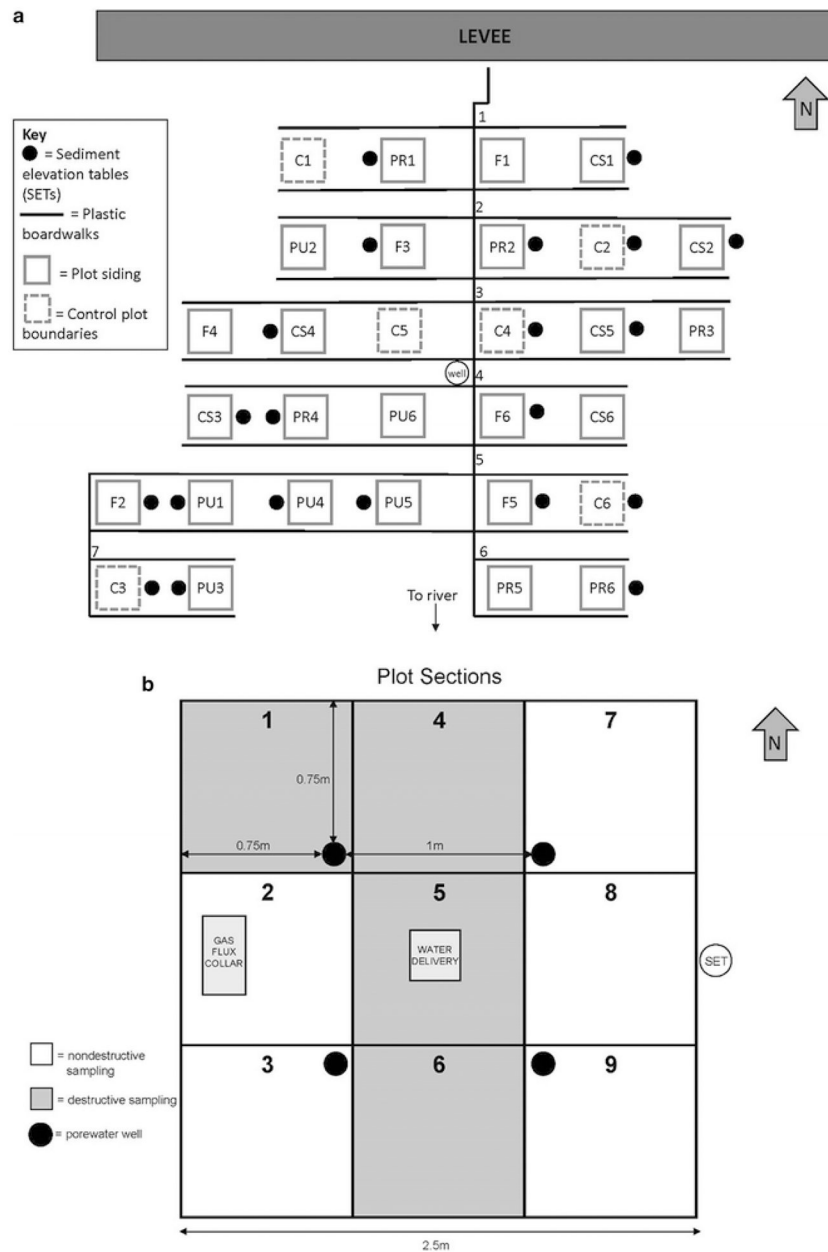 a
LEVEE
N
Key
= Sediment
elevation tables
(SETs)
= Plastic
boardwalks
= Plot siding
= Control plot
boundaries
1
C1 PR1 F1 CS1
2
PU2 F3 PR2 C2 CS2
3
F4 CS4 C5 C4 CS5 PR3
well
4
CS3 PR4 PU6 F6 CS6
5
F2 PU1 PU4 PU5 F5 C6
7 6
C3 PU3 PR5 PR6
To river
b
Plot Sections
N
1 4 7
0.75m
0.75m 1m
2 5 8
GAS
FLUX
COLLAR
WATER
DELIVERY
SET
3 6 9
= nondestructive
sampling
= destructive sampling
= porewater well
2.5m